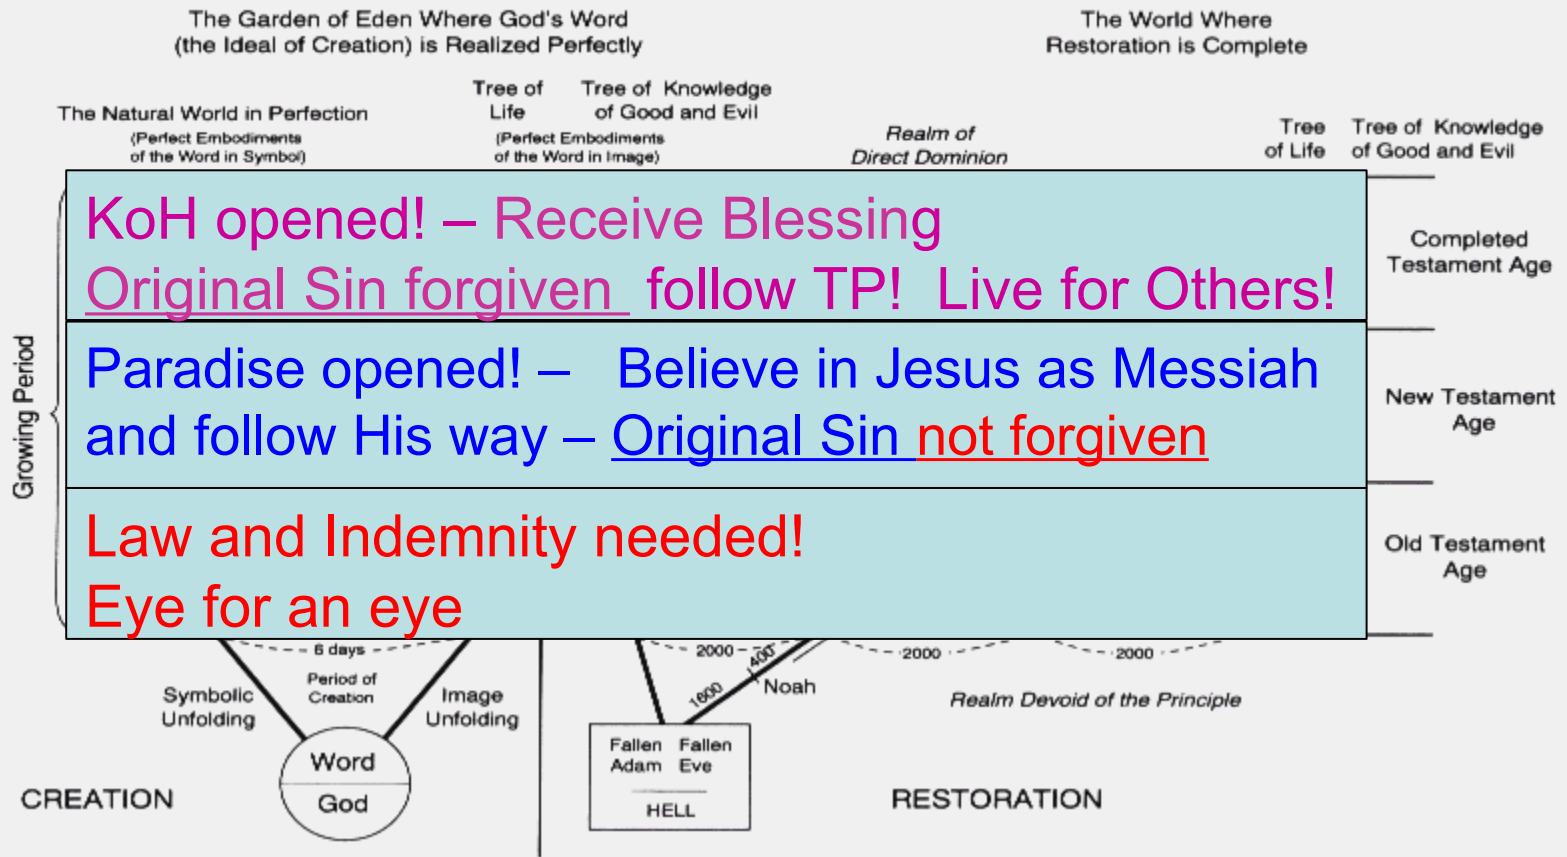 The Garden of Eden Where God's Word
(the Ideal of Creation) is Realized Perfectly
The World Where
Restoration is Complete
The Natural World in Perfection
(Perfect Embodiments
of the Word in Symbol)
Tree of
Life
Tree of Knowledge
of Good and Evil
(Perfect Embodiments
of the Word in Image)
Realm of
Direct Dominion
Tree
of Life
Tree of Knowledge
of Good and Evil
Growing Period
KoH opened! – Receive Blessing
Original Sin forgiven follow TP! Live for Others!
Completed
Testament Age
Paradise opened! – Believe in Jesus as Messiah
and follow His way – Original Sin not forgiven
New Testament
Age
Law and Indemnity needed!
Eye for an eye
Old Testament
Age
6 days
Period of
Creation
Symbolic
Unfolding
Image
Unfolding
Word
God
CREATION
2000
400
1600
Noah
2000
2000
Realm Devoid of the Principle
Fallen Adam
Fallen Eve
HELL
RESTORATION